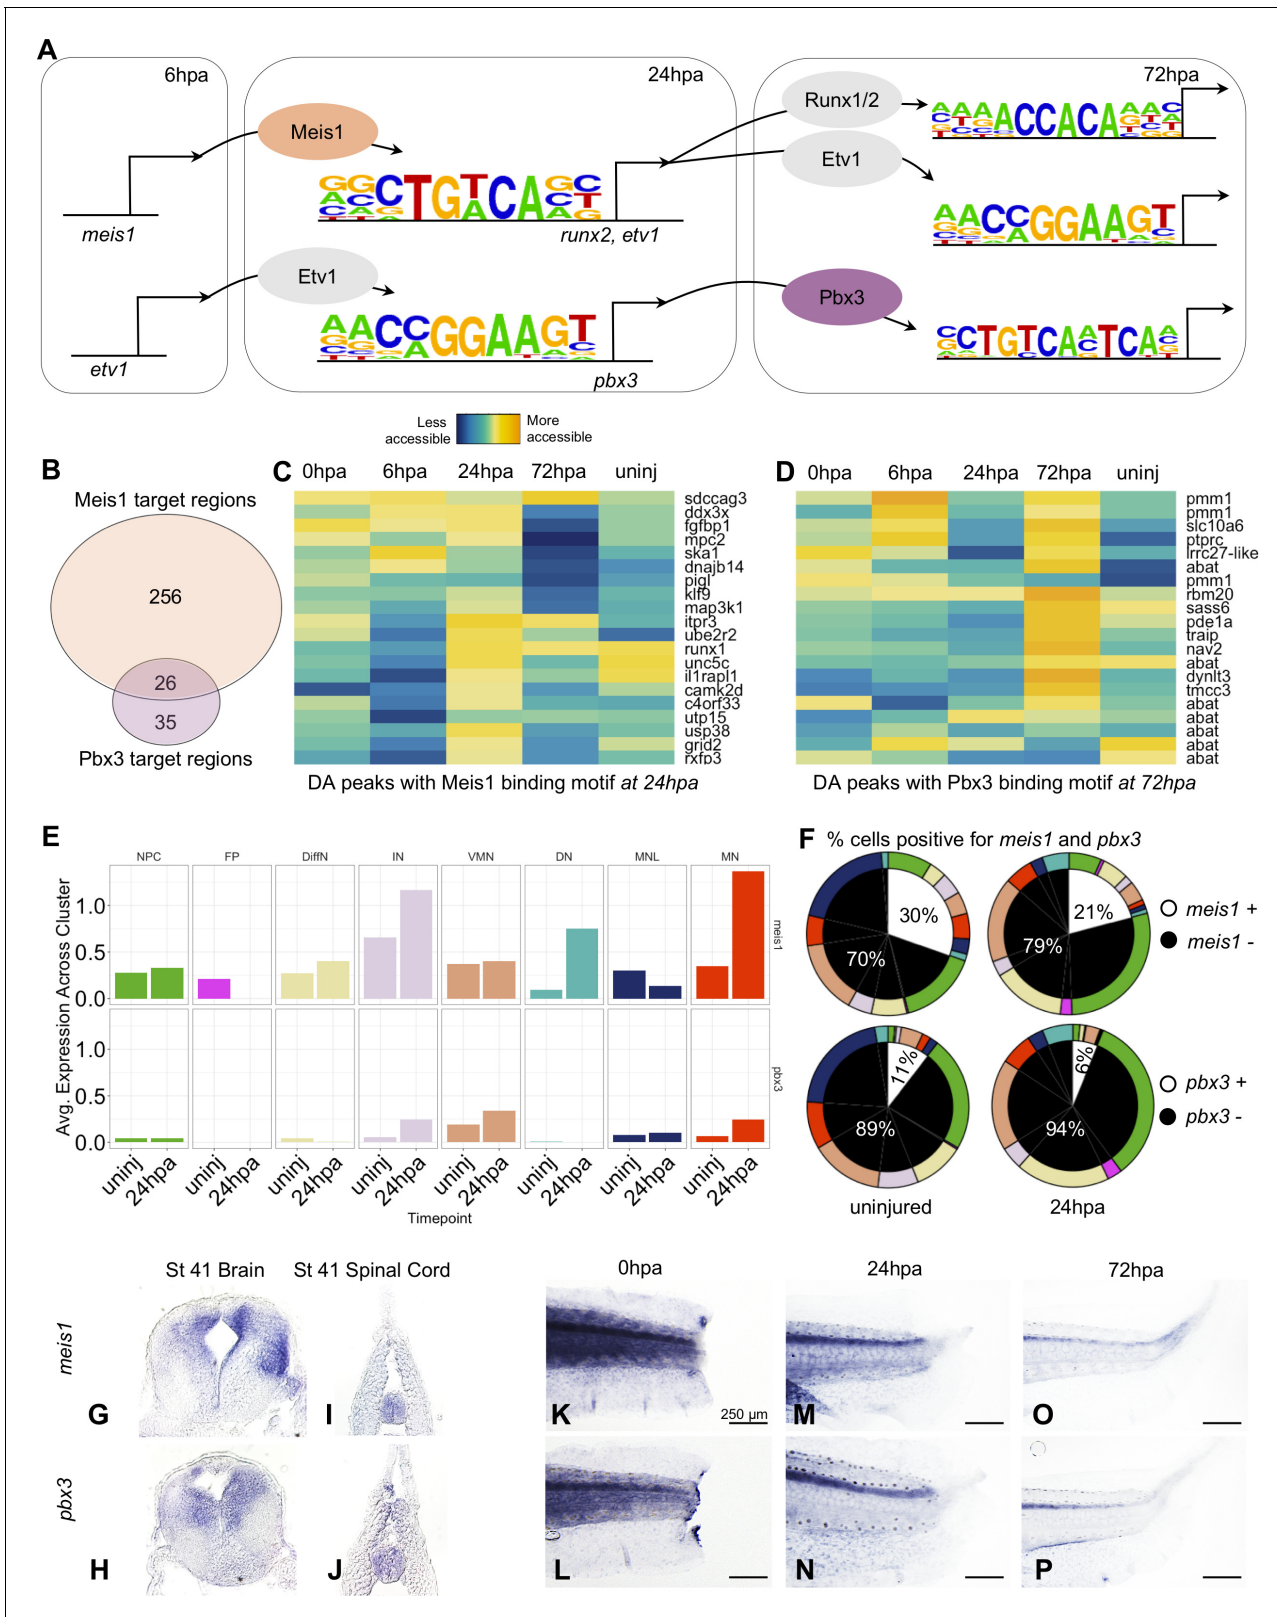 A
6hpa
24hpa
72hpa
Meis1
Runx1/2
Etv1
meis1
runx2, etv1
Etv1
Pbx3
etv1
pbx3
Less accessible
More accessible
B
Meis1 target regions
256
26
35
Pbx3 target regions
C
0hpa 6hpa 24hpa 72hpa uninj
sdccag3
ddx3x
fgfbp1
mpc2
ska1
dnajb14
pigl
klf9
map3k1
itpr3
ube2r2
runx1
unc5c
il1rapl1
camk2d
c4orf33
utp15
usp38
grid2
rxfp3
DA peaks with Meis1 binding motif at 24hpa
D
0hpa 6hpa 24hpa 72hpa uninj
pmm1
pmm1
slc10a6
ptprc
lrrc27-like
abat
pmm1
rbm20
sass6
pde1a
traip
nav2
abat
dynlt3
tmcc3
abat
abat
abat
abat
abat
DA peaks with Pbx3 binding motif at 72hpa
E
NPC FP DiffN IN VMN DN MNL MN
Avg. Expression Across Cluster
1.0
0.5
0.0
meis1
1.0
0.5
0.0
pbx3
uninj 24hpa uninj 24hpa uninj 24hpa uninj 24hpa uninj 24hpa uninj 24hpa uninj 24hpa uninj 24hpa
Timepoint
F % cells positive for meis1 and pbx3
30%
70%
21%
79%
meis1 +
meis1 -
11%
89%
6%
94%
pbx3 +
pbx3 -
uninjured
24hpa
St 41 Brain
St 41 Spinal Cord
0hpa
24hpa
72hpa
meis1
G
I
K
250 µm
M
O
pbx3
H
J
L
N
P